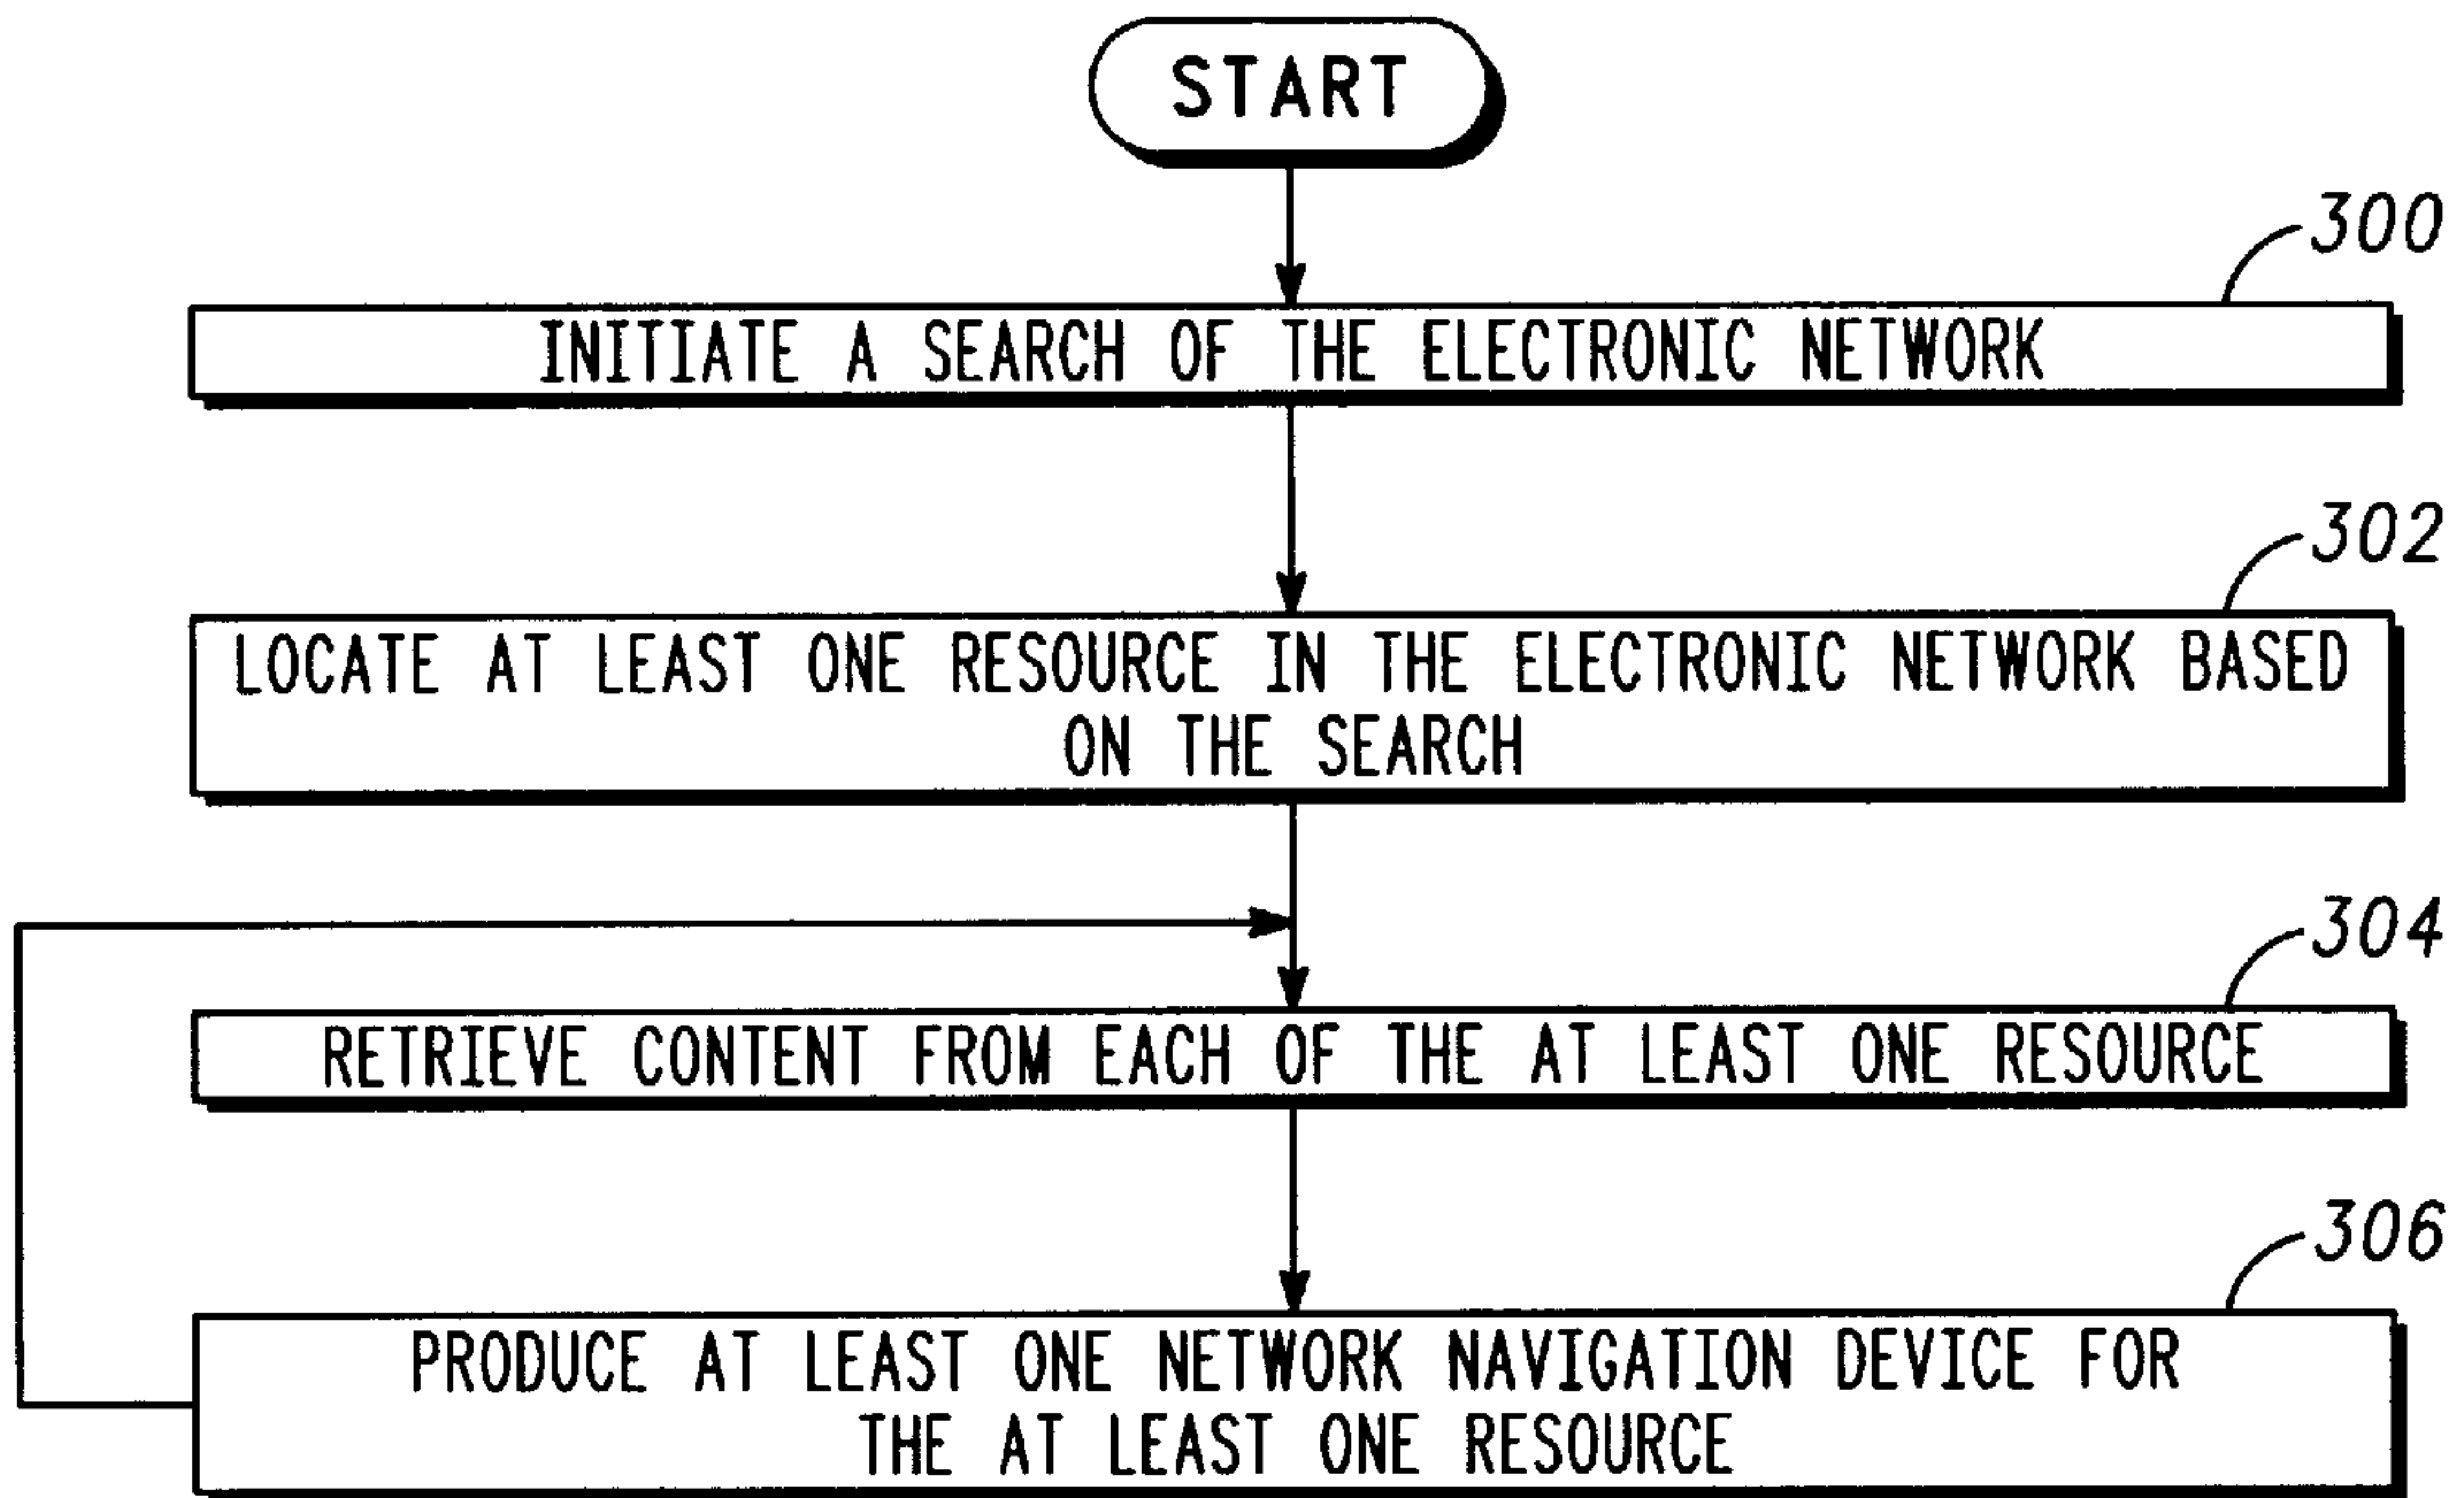 START
300
INITIATE A SEARCH OF THE ELECTRONIC NETWORK
302
LOCATE AT LEAST ONE RESOURCE IN THE ELECTRONIC NETWORK BASED
ON THE SEARCH
304
RETRIEVE CONTENT FROM EACH OF THE AT LEAST ONE RESOURCE
306
PRODUCE AT LEAST ONE NETWORK NAVIGATION DEVICE FOR
THE AT LEAST ONE RESOURCE